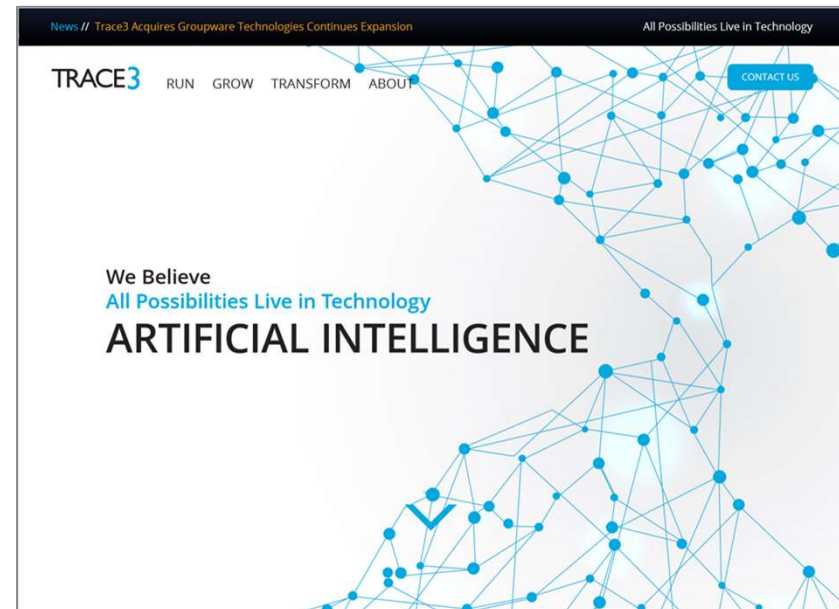 News // Trace3 Acquires Groupware Technologies Continues Expansion
All Possibilities Live in Technology
TRACE3
RUN GROW TRANSFORM ABOUT
CONTACT US
We Believe
All Possibilities Live in Technology
ARTIFICIAL INTELLIGENCE